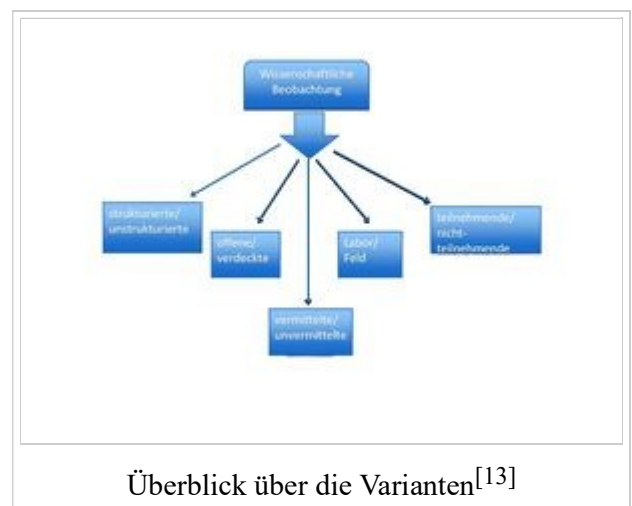 Wissenschaftliche
Beobachtung
strukturierte/
unstrukturierte
offene/
verdeckte
vermittelte/
unvermittelte
Labor/
Feld
teilnehmende/
nicht-
teilnehmende
Überblick über die Varianten[13]